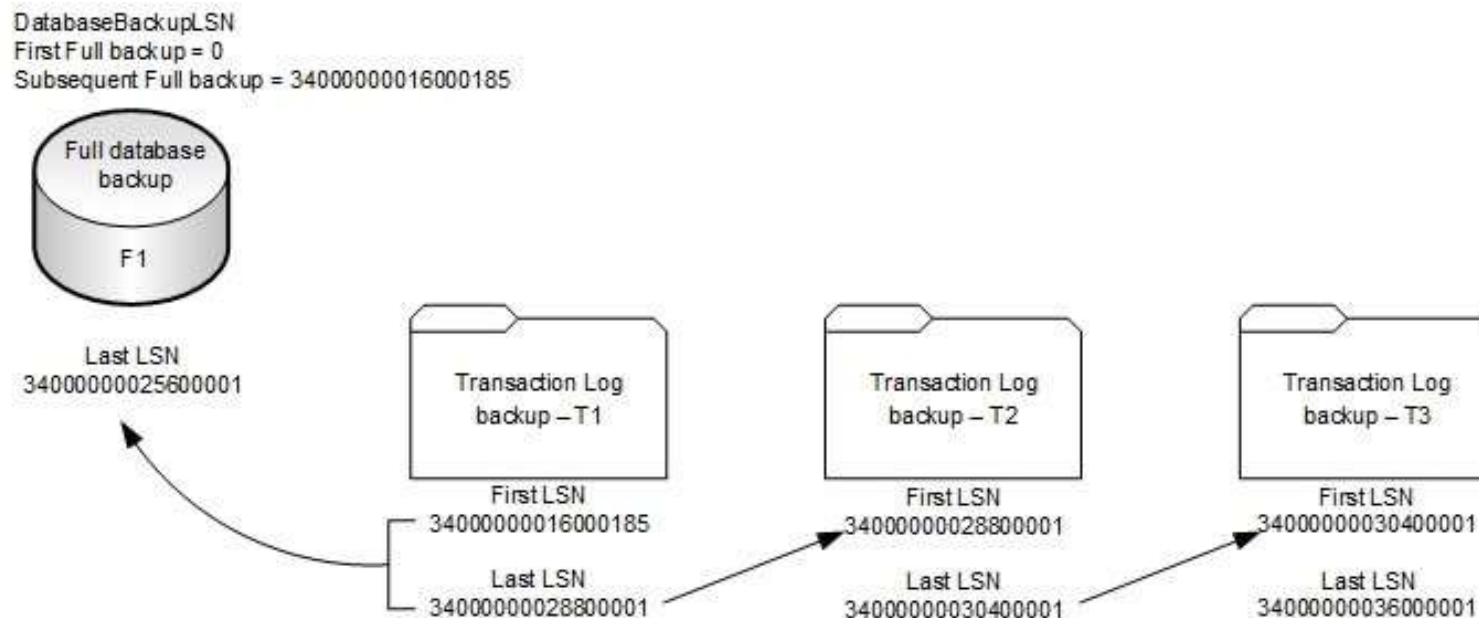 DatabaseBackupLSN
First Full backup = 0
Subsequent Full backup = 34000000016000185
Full database
backup
F1
Last LSN
34000000025600001
Transaction Log
backup – T1
First LSN
34000000016000185
Last LSN
34000000028800001
Transaction Log
backup – T2
First LSN
34000000028800001
Last LSN
34000000030400001
Transaction Log
backup – T3
First LSN
34000000030400001
Last LSN
34000000036000001